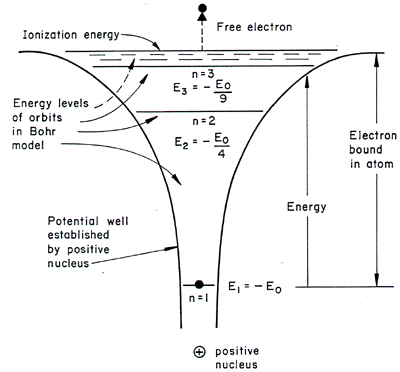 Free electron
Ionization energy
n=3
E3 = - E0/9
Energy levels
of orbits
in Bohr
model
n=2
E2 = - E0/4
Electron
bound
in atom
Energy
Potential well
established
by positive
nucleus
E1 = - E0
n=1
⊕ positive
nucleus